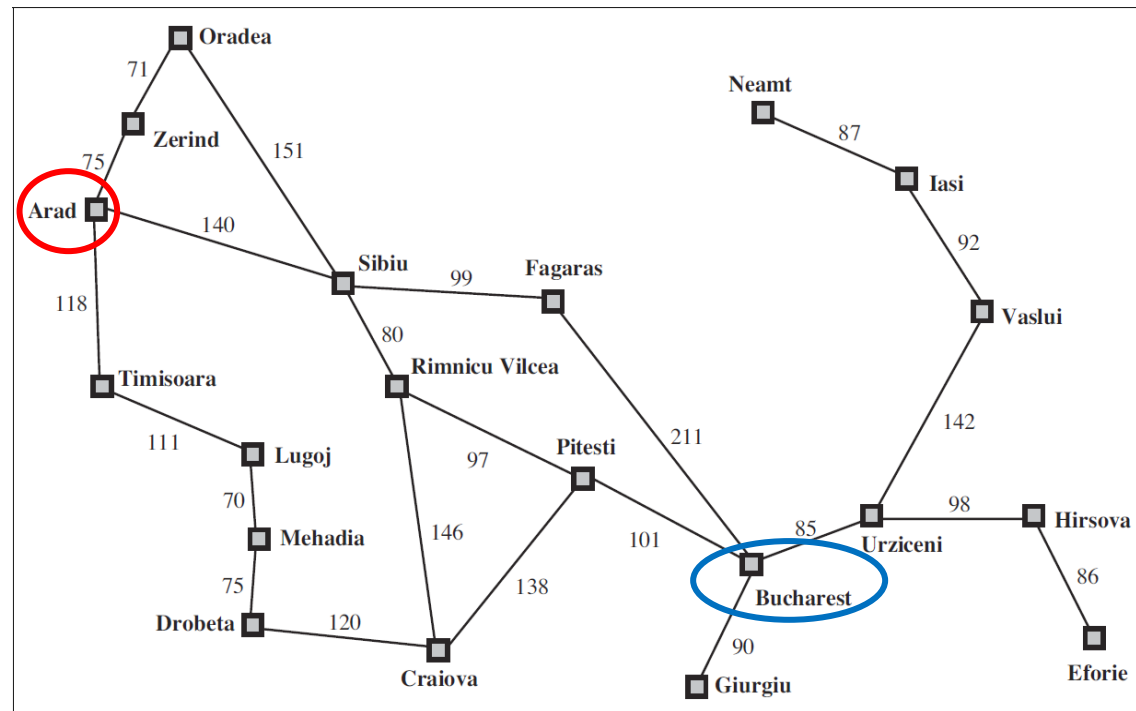 Oradea
71
Neamt
87
Zerind
151
75
Iasi
Arad
140
92
Sibiu
Fagaras
99
118
Vaslui
80
Timisoara
Rimnicu Vilcea
142
111
211
Pitesti
Lugoj
97
70
98
Hirsova
85
Mehadia
146
101
Urziceni
75
138
86
Bucharest
Drobeta
120
90
Craiova
Giurgiu
Eforie